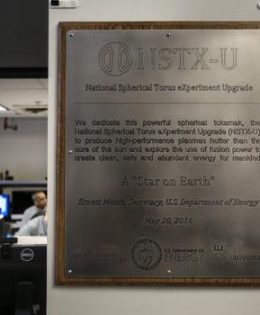 NSTX-U
National Spherical Torus eXperiment Upgrade
We dedicate this powerful spherical tokamak, the
National Spherical Torus eXperiment Upgrade (NSTX-U)
to produce high-performance plasmas hotter than the
core of the sun and explore the use of fusion power to
create clean, safe and abundant energy for mankind
A "Star on Earth"
Ernest Moniz, Secretary, U.S. Department of Energy
May 20, 2016
U.S. DEPARTMENT OF
ENERGY
DELL